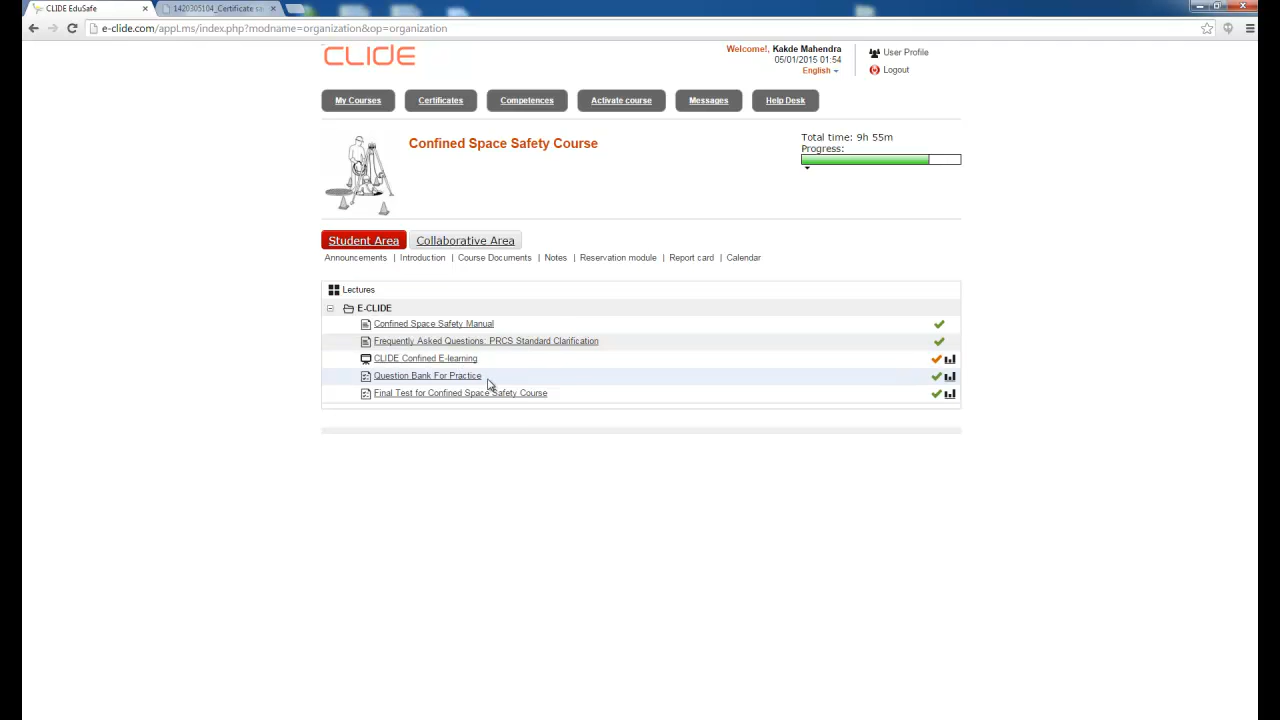 CLIDE EduSafe
1420305104_Certificate sa
e-clide.com/appLms/index.php?modname=organization&op=organization
CLIDE
Welcome!, Kakde Mahendra
05/01/2015 01:54
English
User Profile
Logout
My Courses
Certificates
Competences
Activate course
Messages
Help Desk
Confined Space Safety Course
Total time: 9h 55m
Progress:
Student Area
Collaborative Area
Announcements | Introduction | Course Documents | Notes | Reservation module | Report card | Calendar
Lectures
E-CLIDE
Confined Space Safety Manual
Frequently Asked Questions: PRCS Standard Clarification
CLIDE Confined E-learning
Question Bank For Practice
Final Test for Confined Space Safety Course